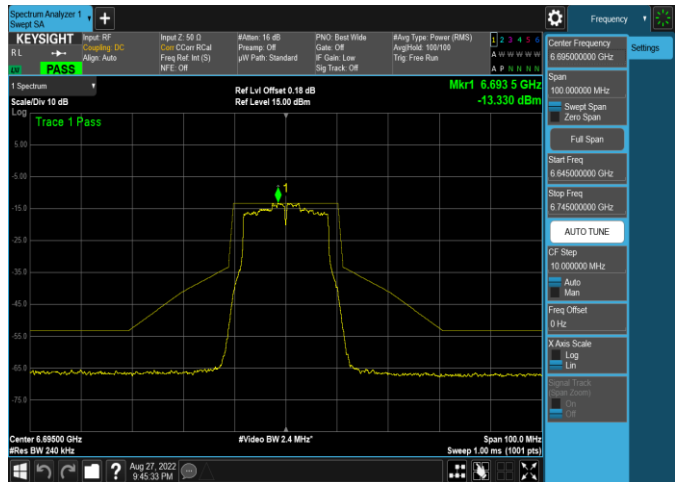 Spectrum Analyzer 1
Swept SA
+
Frequency
KEYSIGHT
R L
LW
PASS
Input: RF
Coupling: DC
Align: Auto
Input Z: 50 Ω
Corr CCorr RCal
Freq Ref: Int (S)
NFE: Off
#Atten: 16 dB
Preamp: Off
µW Path: Standard
PNO: Best Wide
Gate: Off
IF Gain: Low
Sig Track: Off
#Avg Type: Power (RMS)
Avg|Hold: 100/100
Trig: Free Run
1 2 3 4 5 6
A W W W W W
A P N N N N
1 Spectrum
Scale/Div 10 dB
Log
Ref Lvl Offset 0.18 dB
Ref Level 15.00 dBm
Mkr1 6.693 5 GHz
-13.330 dBm
Trace 1 Pass
5.00
-5.00
-15.0
-25.0
-35.0
-45.0
-55.0
-65.0
-75.0
1
Center 6.69500 GHz
#Res BW 240 kHz
#Video BW 2.4 MHz*
Span 100.0 MHz
Sweep 1.00 ms (1001 pts)
Aug 27, 2022
9:45:33 PM
?
Center Frequency
6.695000000 GHz
Settings
Span
100.000000 MHz
Swept Span
Zero Span
Full Span
Start Freq
6.645000000 GHz
Stop Freq
6.745000000 GHz
AUTO TUNE
CF Step
10.000000 MHz
Auto
Man
Freq Offset
0 Hz
X Axis Scale
Log
Lin
Signal Track
(Span Zoom)
On
Off